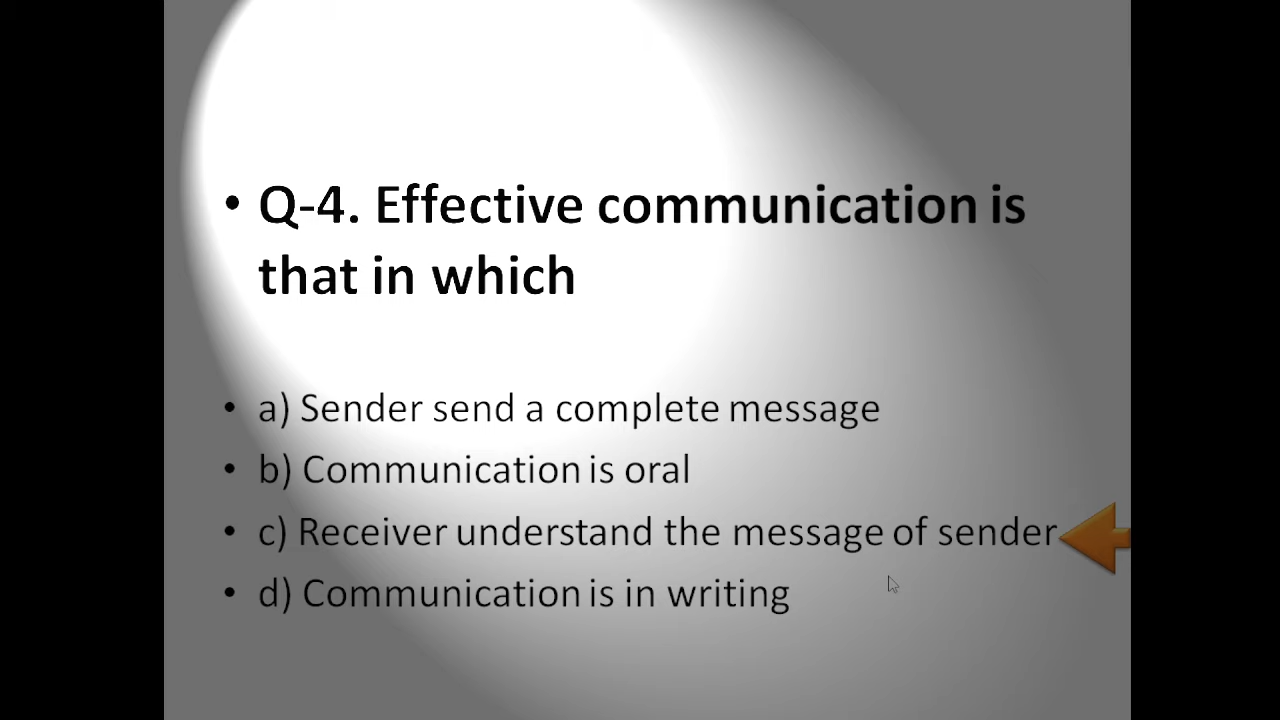 • Q-4. Effective communication is
that in which
• a) Sender send a complete message
• b) Communication is oral
• c) Receiver understand the message of sender
• d) Communication is in writing